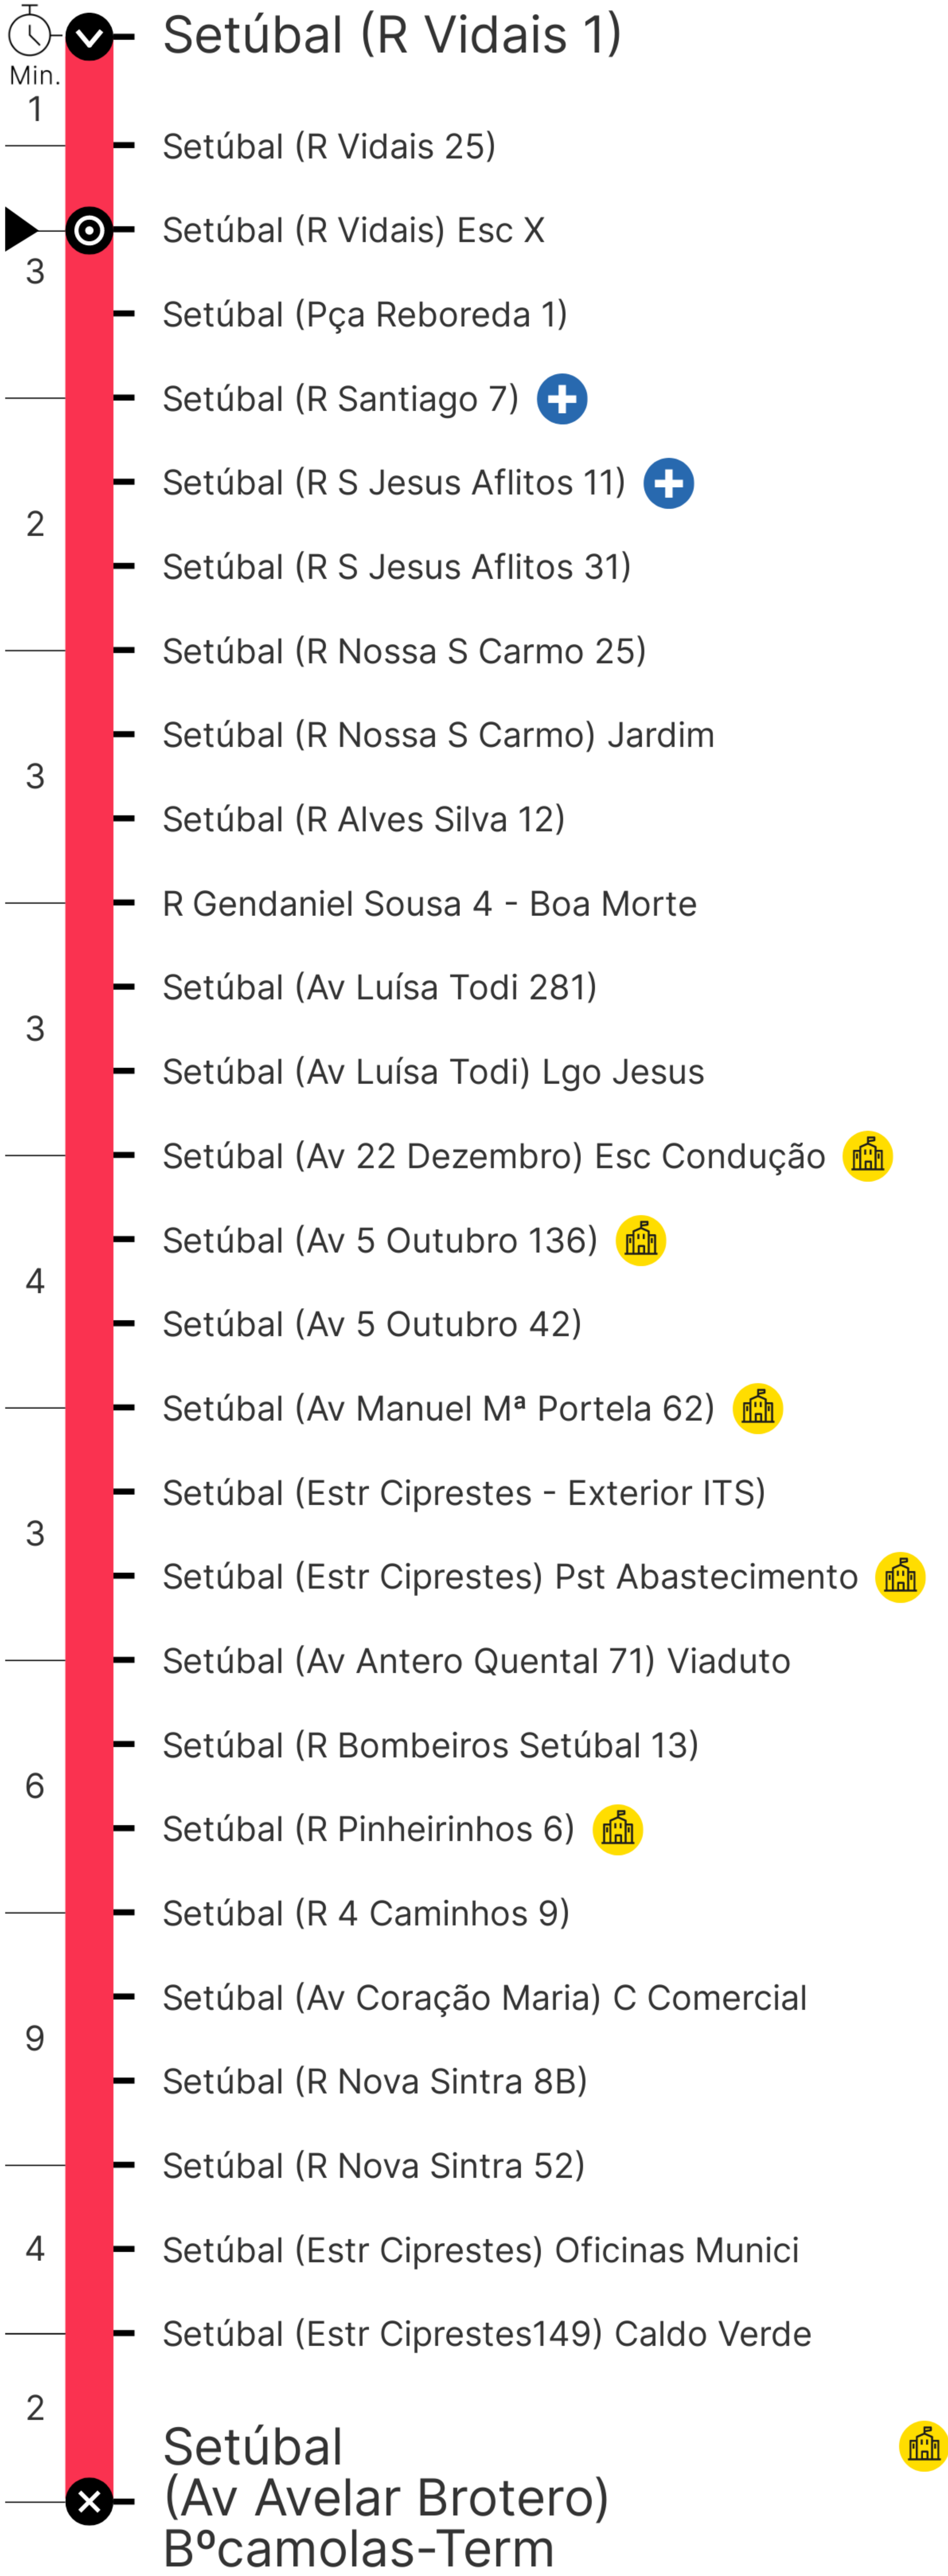 Setúbal (R Vidais 1)
Min.
1
Setúbal (R Vidais 25)
Setúbal (R Vidais) Esc X
3
Setúbal (Pça Reboreda 1)
Setúbal (R Santiago 7)
Setúbal (R S Jesus Aflitos 11)
2
Setúbal (R S Jesus Aflitos 31)
Setúbal (R Nossa S Carmo 25)
Setúbal (R Nossa S Carmo) Jardim
3
Setúbal (R Alves Silva 12)
R Gendaniel Sousa 4 - Boa Morte
Setúbal (Av Luísa Todi 281)
3
Setúbal (Av Luísa Todi) Lgo Jesus
Setúbal (Av 22 Dezembro) Esc Condução
Setúbal (Av 5 Outubro 136)
4
Setúbal (Av 5 Outubro 42)
Setúbal (Av Manuel Mª Portela 62)
Setúbal (Estr Ciprestes - Exterior ITS)
3
Setúbal (Estr Ciprestes) Pst Abastecimento
Setúbal (Av Antero Quental 71) Viaduto
Setúbal (R Bombeiros Setúbal 13)
6
Setúbal (R Pinheirinhos 6)
Setúbal (R 4 Caminhos 9)
Setúbal (Av Coração Maria) C Comercial
9
Setúbal (R Nova Sintra 8B)
Setúbal (R Nova Sintra 52)
4
Setúbal (Estr Ciprestes) Oficinas Munici
Setúbal (Estr Ciprestes149) Caldo Verde
2
Setúbal
(Av Avelar Brotero)
Bºcamolas-Term